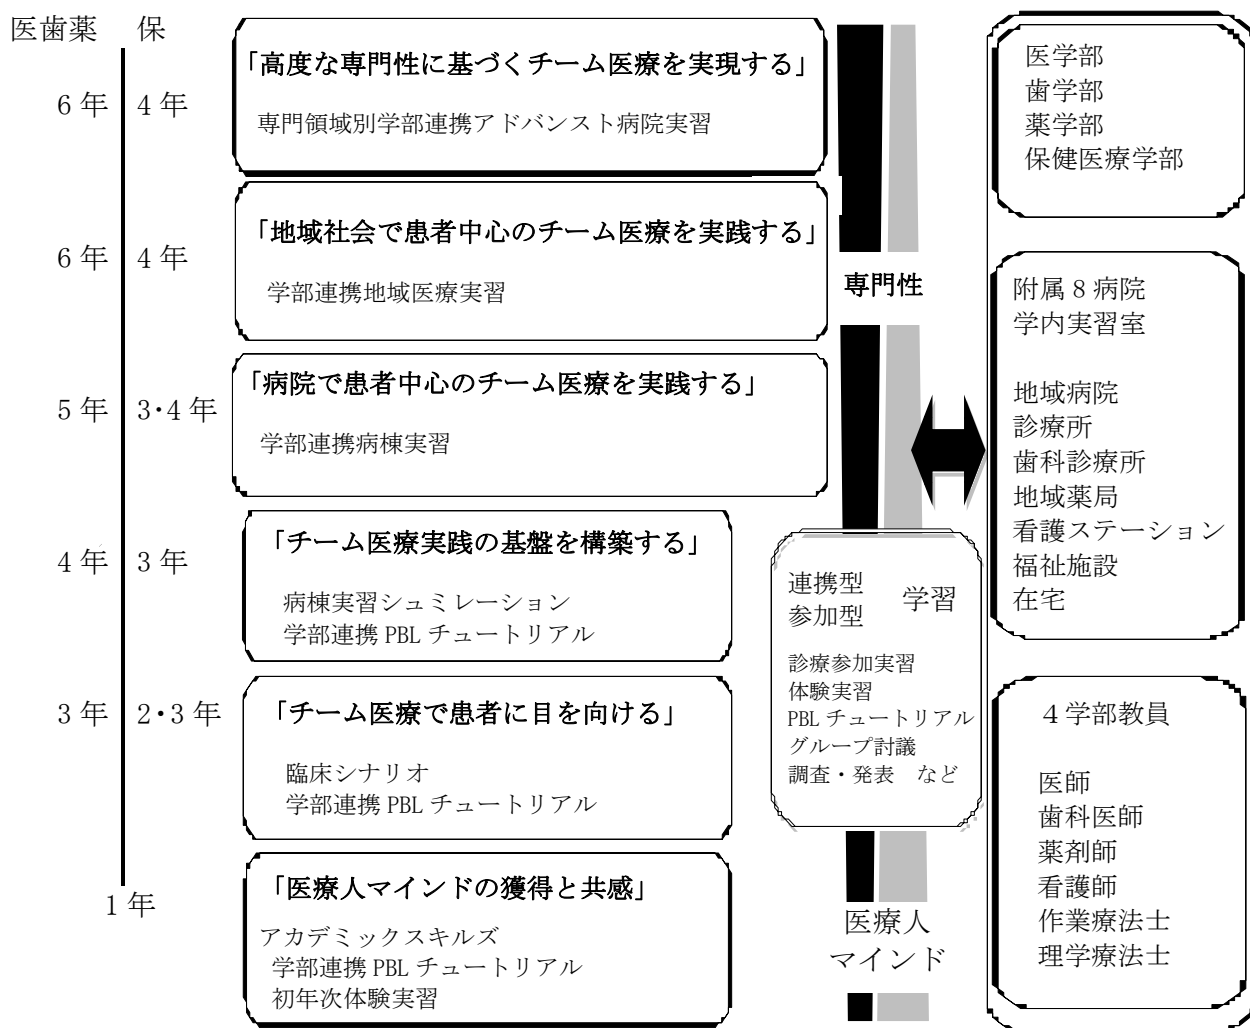 医歯薬 保
6年 4年
「高度な専門性に基づくチーム医療を実現する」
専門領域別学部連携アドバンスト病院実習
6年 4年
「地域社会で患者中心のチーム医療を実践する」
学部連携地域医療実習
5年 3・4年
「病院で患者中心のチーム医療を実践する」
学部連携病棟実習
4年 3年
「チーム医療実践の基盤を構築する」
病棟実習シュミレーション
学部連携 PBL チュートリアル
3年 2・3年
「チーム医療で患者に目を向ける」
臨床シナリオ
学部連携 PBL チュートリアル
1年
「医療人マインドの獲得と共感」
アカデミックスキルズ
学部連携 PBL チュートリアル
初年次体験実習
専門性
連携型
参加型 学習
診療参加実習
体験実習
PBL チュートリアル
グループ討議
調査・発表 など
医療人
マインド
医学部
歯学部
薬学部
保健医療学部
附属８病院
学内実習室
地域病院
診療所
歯科診療所
地域薬局
看護ステーション
福祉施設
在宅
４学部教員
医師
歯科医師
薬剤師
看護師
作業療法士
理学療法士